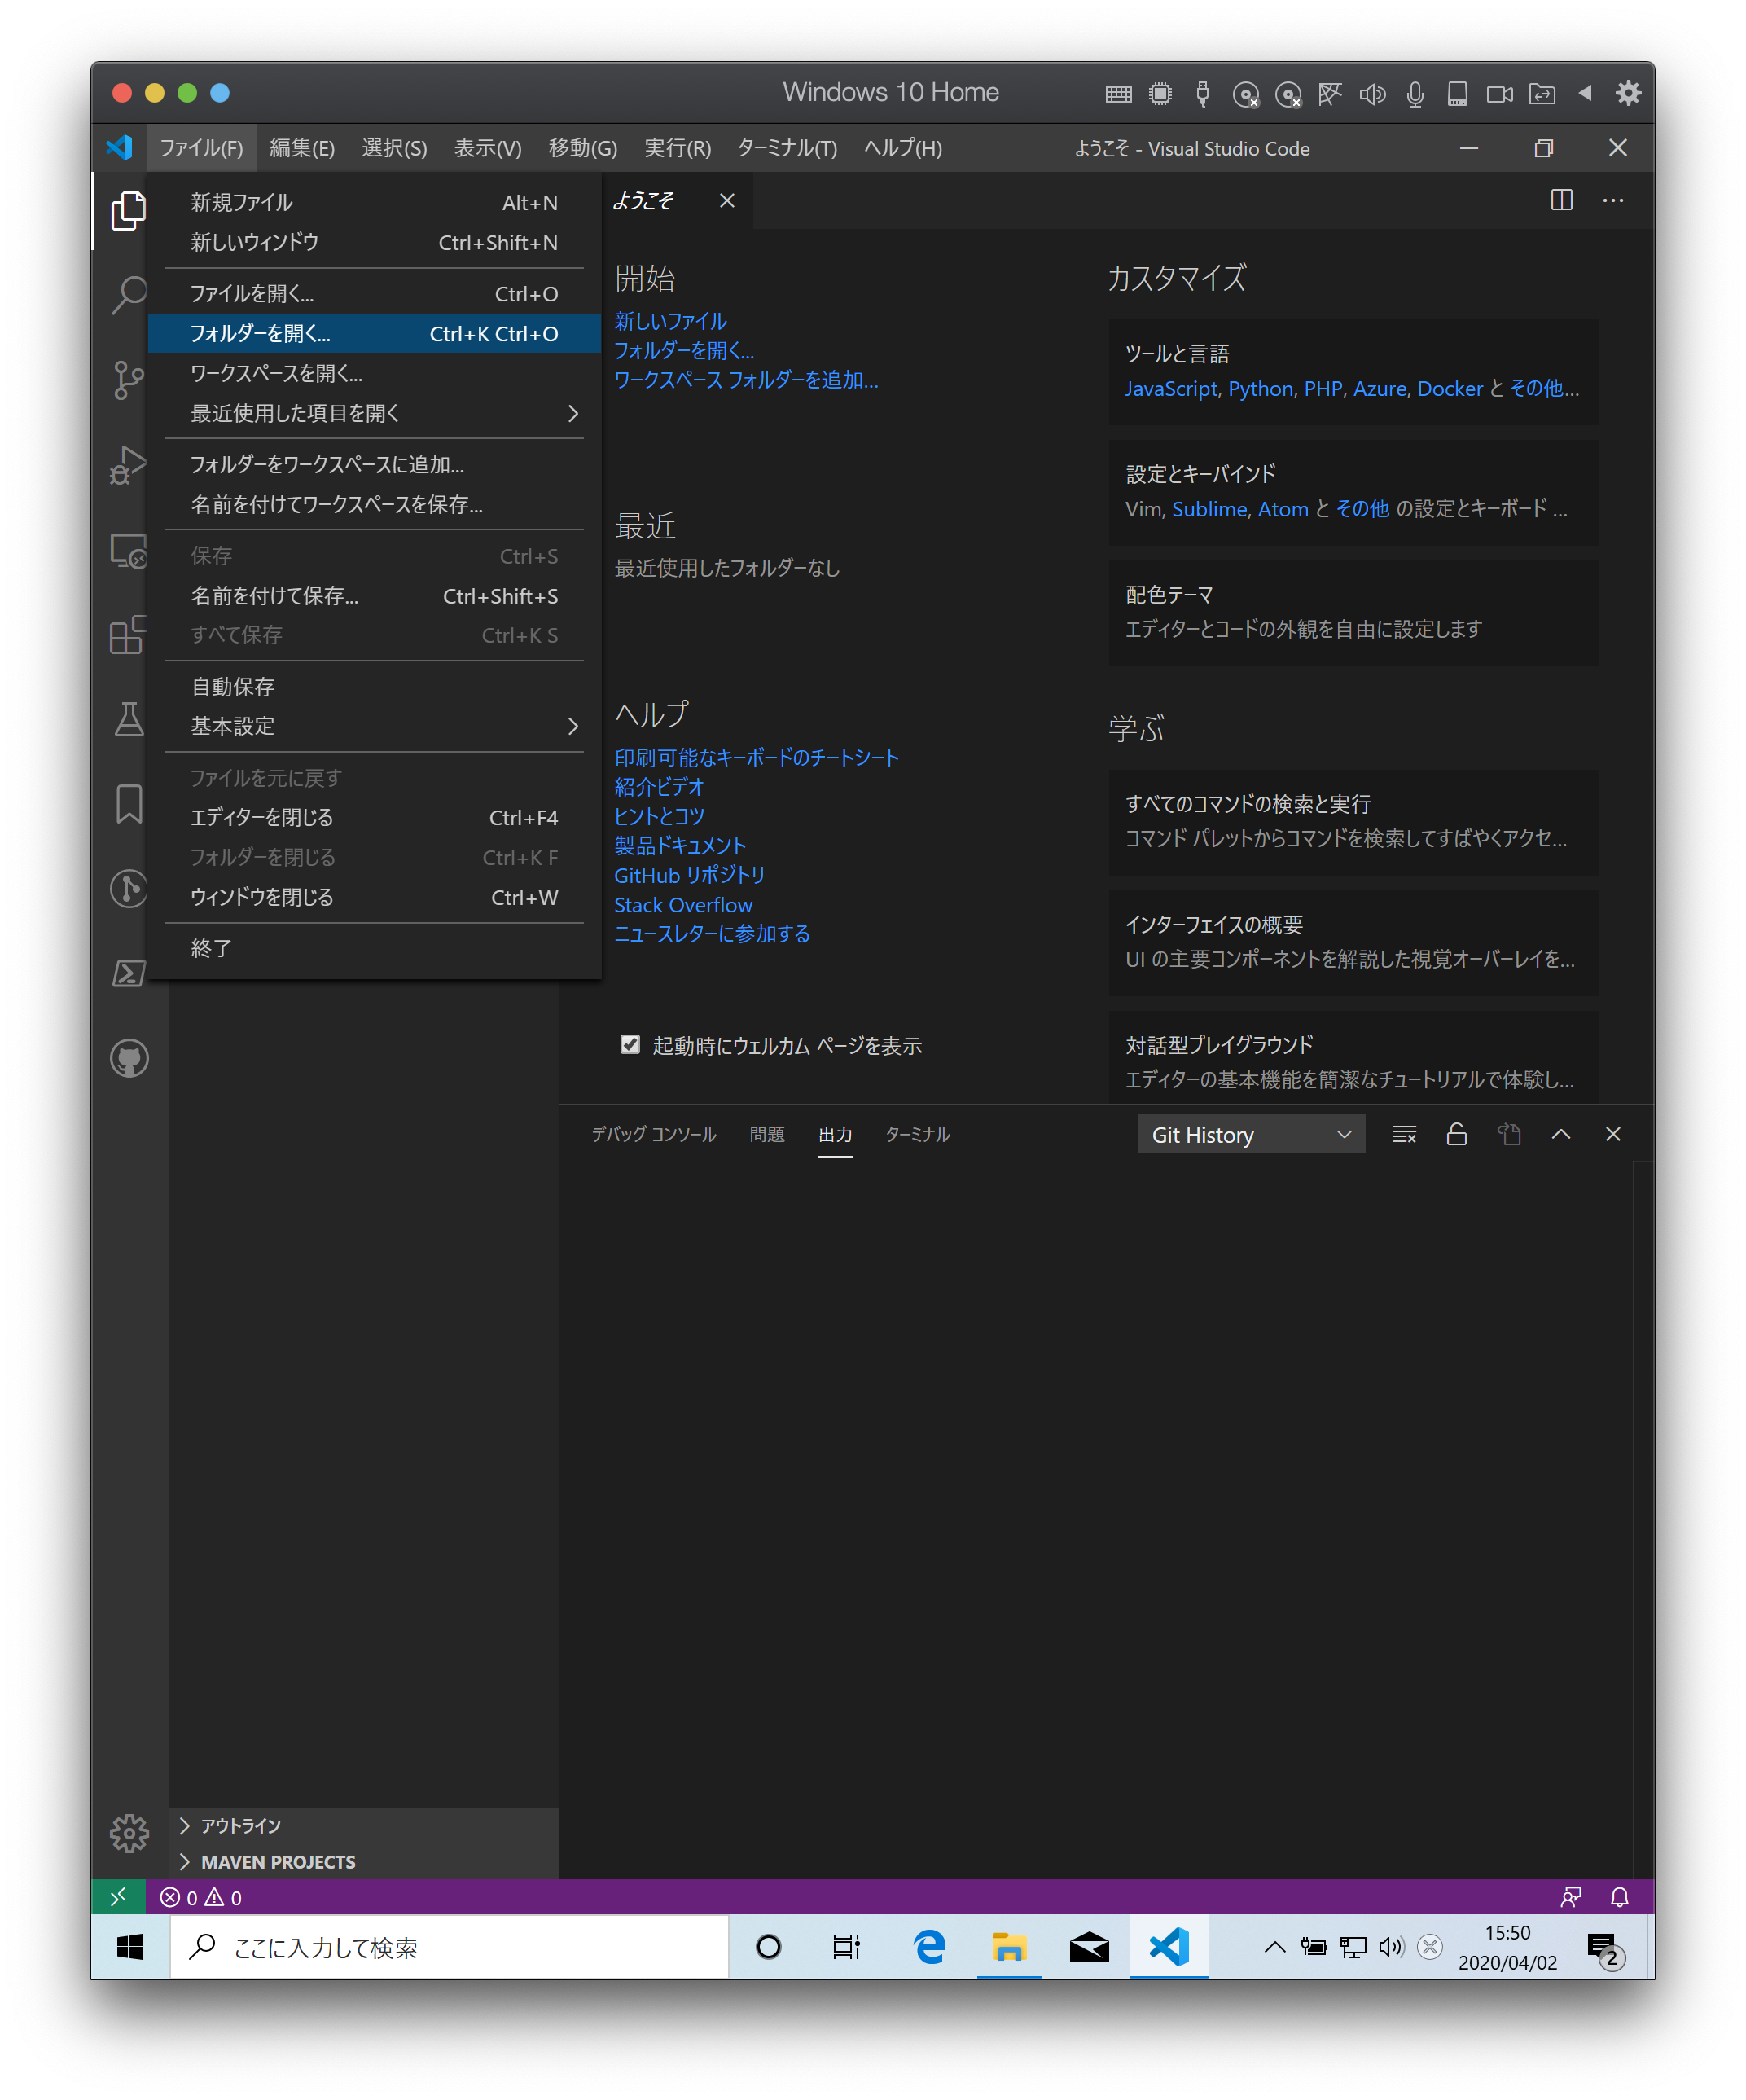 Windows 10 Home
ファイル(F) 編集(E) 選択(S) 表示(V) 移動(G) 実行(R) ターミナル(T) ヘルプ(H) ようこそ - Visual Studio Code
新規ファイル Alt+N
新しいウィンドウ Ctrl+Shift+N
ファイルを開く... Ctrl+O
フォルダーを開く... Ctrl+K Ctrl+O
ワークスペースを開く...
最近使用した項目を開く
フォルダーをワークスペースに追加...
名前を付けてワークスペースを保存...
保存 Ctrl+S
名前を付けて保存... Ctrl+Shift+S
すべて保存 Ctrl+K S
自動保存
基本設定
ファイルを元に戻す
エディターを閉じる Ctrl+F4
フォルダーを閉じる Ctrl+K F
ウィンドウを閉じる Ctrl+W
終了
ようこそ
開始
新しいファイル
フォルダーを開く...
ワークスペース フォルダーを追加...
最近
最近使用したフォルダーなし
ヘルプ
印刷可能なキーボードのチートシート
紹介ビデオ
ヒントとコツ
製品ドキュメント
GitHub リポジトリ
Stack Overflow
ニュースレターに参加する
起動時にウェルカム ページを表示
カスタマイズ
ツールと言語
JavaScript, Python, PHP, Azure, Docker と その他...
設定とキーバインド
Vim, Sublime, Atom と その他 の設定とキーボード ...
配色テーマ
エディターとコードの外観を自由に設定します
学ぶ
すべてのコマンドの検索と実行
コマンド パレットからコマンドを検索してすばやくアクセ...
インターフェイスの概要
UI の主要コンポーネントを解説した視覚オーバーレイを...
対話型プレイグラウンド
エディターの基本機能を簡潔なチュートリアルで体験し...
デバッグ コンソール 問題 出力 ターミナル Git History
アウトライン
MAVEN PROJECTS
0 0
ここに入力して検索
15:50
2020/04/02
2